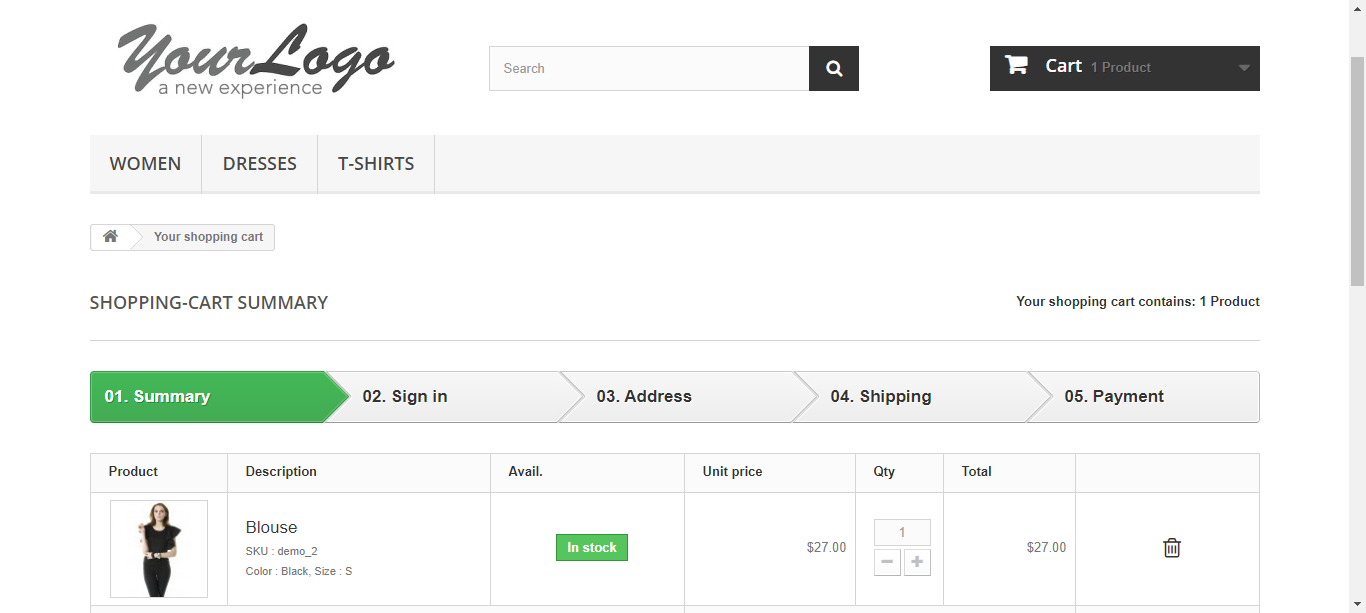 YourLogo
a new experience
Search
Cart 1 Product
WOMEN DRESSES T-SHIRTS
Your shopping cart
SHOPPING-CART SUMMARY
Your shopping cart contains: 1 Product
01. Summary 02. Sign in 03. Address 04. Shipping 05. Payment
Product Description Avail. Unit price Qty Total
Blouse
SKU : demo_2
Color : Black, Size : S
In stock
$27.00
1
$27.00